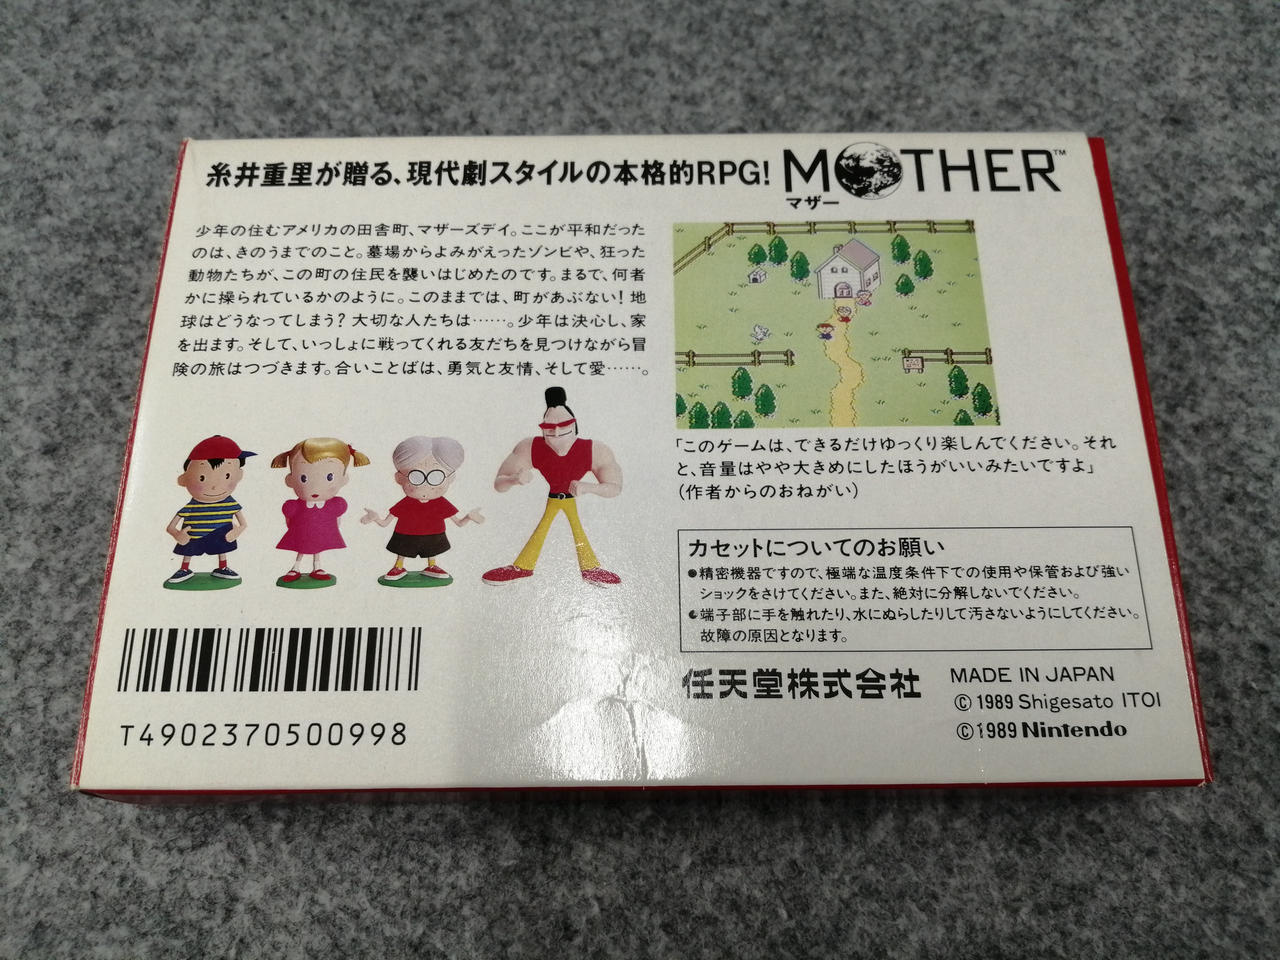 糸井重里が贈る、現代劇スタイルの本格的RPG!
MOTHER™
マザー
少年の住むアメリカの田舎町、マザーズデイ。ここが平和だった
のは、きのうまでのこと。墓場からよみがえったゾンビや、狂った
動物たちが、この町の住民を襲いはじめたのです。まるで、何者
かに操られているかのように。このままでは、町があぶない!地
球はどうなってしまう?大切な人たちは……。少年は決心し、家
を出ます。そして、いっしょに戦ってくれる友だちを見つけながら冒
険の旅はつづきます。合いことばは、勇気と友情、そして愛……。
「このゲームは、できるだけゆっくり楽しんでください。それ
と、音量はやや大きめにしたほうがいいみたいですよ」
(作者からのおねがい)
カセットについてのお願い
●精密機器ですので、極端な温度条件下での使用や保管および強い
ショックをさけてください。また、絶対に分解しないでください。
●端子部に手を触れたり、水にぬらしたりして汚さないようにしてください。
故障の原因となります。
任天堂株式会社
MADE IN JAPAN
©1989 Shigesato ITOI
©1989 Nintendo
T4902370500998